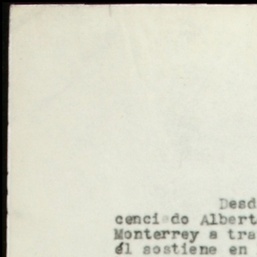 Desd
cenciado Albert
Monterrey a tra
él sostiene en